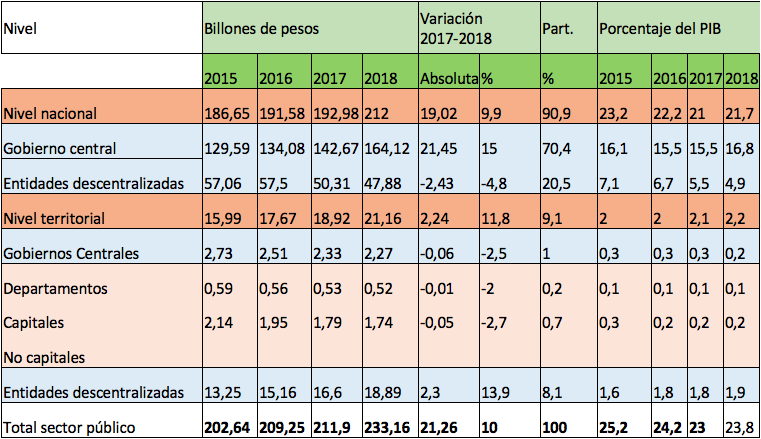 Nivel Billones de pesos Variación 2017-2018 Part. Porcentaje del PIB
2015 2016 2017 2018 Absoluta % % 2015 2016 2017 2018
Nivel nacional 186,65 191,58 192,98 212 19,02 9,9 90,9 23,2 22,2 21 21,7
Gobierno central 129,59 134,08 142,67 164,12 21,45 15 70,4 16,1 15,5 15,5 16,8
Entidades descentralizadas 57,06 57,5 50,31 47,88 -2,43 -4,8 20,5 7,1 6,7 5,5 4,9
Nivel territorial 15,99 17,67 18,92 21,16 2,24 11,8 9,1 2 2 2,1 2,2
Gobiernos Centrales 2,73 2,51 2,33 2,27 -0,06 -2,5 1 0,3 0,3 0,3 0,2
Departamentos 0,59 0,56 0,53 0,52 -0,01 -2 0,2 0,1 0,1 0,1 0,1
Capitales 2,14 1,95 1,79 1,74 -0,05 -2,7 0,7 0,3 0,2 0,2 0,2
No capitales
Entidades descentralizadas 13,25 15,16 16,6 18,89 2,3 13,9 8,1 1,6 1,8 1,8 1,9
Total sector público 202,64 209,25 211,9 233,16 21,26 10 100 25,2 24,2 23 23,8